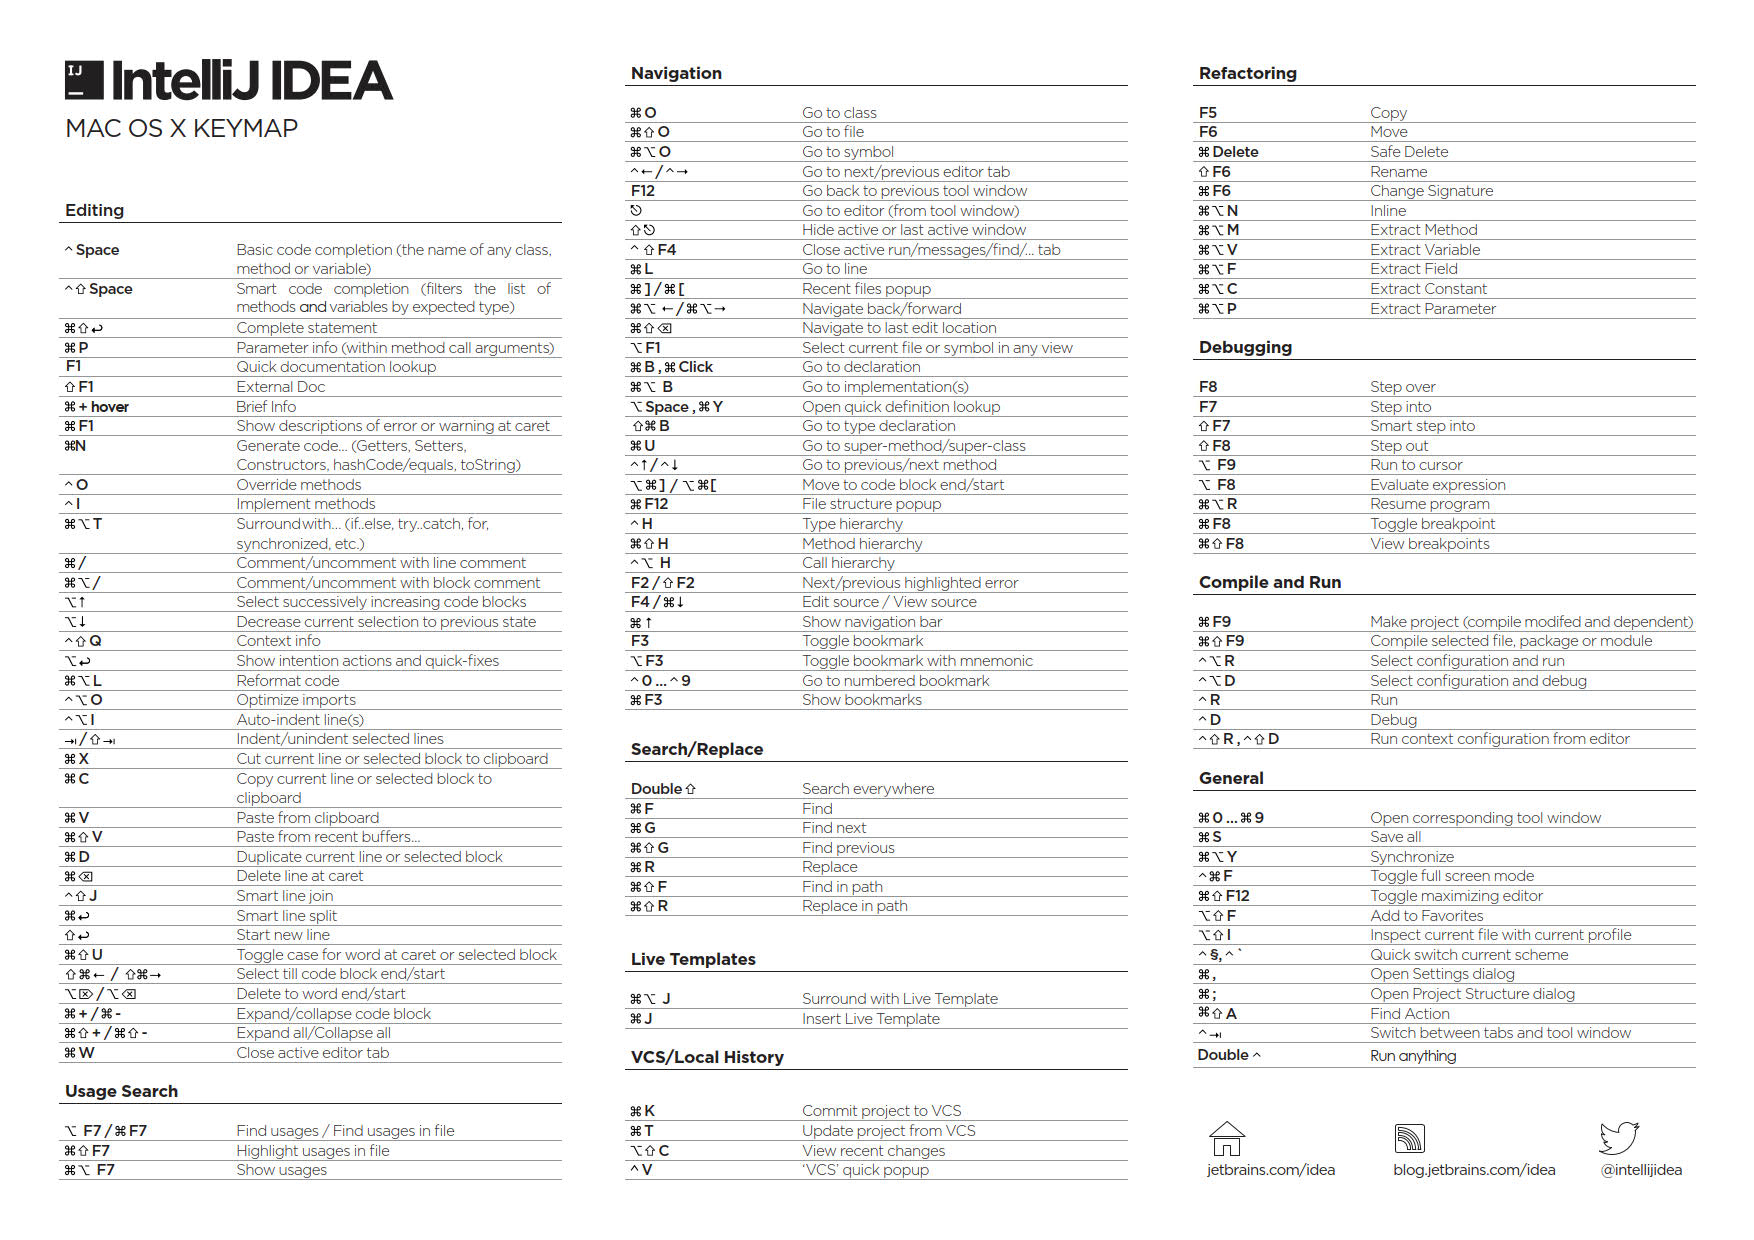 IJ IntelliJ IDEA
MAC OS X KEYMAP
Editing
⌃ Space Basic code completion (the name of any class,
method or variable)
⌃⇧ Space Smart code completion (filters the list of
methods and variables by expected type)
⌘⇧↩ Complete statement
⌘ P Parameter info (within method call arguments)
F1 Quick documentation lookup
⇧ F1 External Doc
⌘ + hover Brief Info
⌘ F1 Show descriptions of error or warning at caret
⌘N Generate code... (Getters, Setters,
Constructors, hashCode/equals, toString)
⌃ O Override methods
⌃ I Implement methods
⌘⌥ T Surroundwith... (if..else, try..catch, for,
synchronized, etc.)
⌘ / Comment/uncomment with line comment
⌘⌥ / Comment/uncomment with block comment
⌥↑ Select successively increasing code blocks
⌥↓ Decrease current selection to previous state
⌃⇧ Q Context info
⌥↩ Show intention actions and quick-fixes
⌘⌥ L Reformat code
⌃⌥ O Optimize imports
⌃⌥ I Auto-indent line(s)
⇥ / ⇧⇥ Indent/unindent selected lines
⌘ X Cut current line or selected block to clipboard
⌘ C Copy current line or selected block to
clipboard
⌘ V Paste from clipboard
⌘⇧ V Paste from recent buffers...
⌘ D Duplicate current line or selected block
⌘⌫ Delete line at caret
⌃⇧ J Smart line join
⌘↩ Smart line split
⇧↩ Start new line
⌘⇧ U Toggle case for word at caret or selected block
⇧⌘← / ⇧⌘→ Select till code block end/start
⌥⌦ / ⌥⌫ Delete to word end/start
⌘ + / ⌘ - Expand/collapse code block
⌘⇧ + / ⌘⇧ - Expand all/Collapse all
⌘ W Close active editor tab
Usage Search
⌥ F7 / ⌘ F7 Find usages / Find usages in file
⌘⇧ F7 Highlight usages in file
⌘⌥ F7 Show usages
Navigation
⌘ O Go to class
⌘⇧ O Go to file
⌘⌥ O Go to symbol
⌃← / ⌃→ Go to next/previous editor tab
F12 Go back to previous tool window
⎋ Go to editor (from tool window)
⇧⎋ Hide active or last active window
⌃ ⇧ F4 Close active run/messages/find/... tab
⌘ L Go to line
⌘ ] / ⌘ [ Recent files popup
⌘⌥ ← / ⌘⌥→ Navigate back/forward
⌘⇧⌫ Navigate to last edit location
⌥ F1 Select current file or symbol in any view
⌘ B , ⌘ Click Go to declaration
⌘⌥ B Go to implementation(s)
⌥ Space , ⌘ Y Open quick definition lookup
⇧⌘ B Go to type declaration
⌘ U Go to super-method/super-class
⌃↑ / ⌃↓ Go to previous/next method
⌥⌘ ] / ⌥⌘ [ Move to code block end/start
⌘ F12 File structure popup
⌃ H Type hierarchy
⌘⇧ H Method hierarchy
⌃⌥ H Call hierarchy
F2 / ⇧ F2 Next/previous highlighted error
F4 / ⌘↓ Edit source / View source
⌘ ↑ Show navigation bar
F3 Toggle bookmark
⌥ F3 Toggle bookmark with mnemonic
⌃ 0 ... ⌃ 9 Go to numbered bookmark
⌘ F3 Show bookmarks
Search/Replace
Double ⇧ Search everywhere
⌘ F Find
⌘ G Find next
⌘⇧ G Find previous
⌘ R Replace
⌘⇧ F Find in path
⌘⇧ R Replace in path
Live Templates
⌘⌥ J Surround with Live Template
⌘ J Insert Live Template
VCS/Local History
⌘ K Commit project to VCS
⌘ T Update project from VCS
⌥⇧ C View recent changes
⌃ V ‘VCS’ quick popup
Refactoring
F5 Copy
F6 Move
⌘ Delete Safe Delete
⇧ F6 Rename
⌘ F6 Change Signature
⌘⌥ N Inline
⌘⌥ M Extract Method
⌘⌥ V Extract Variable
⌘⌥ F Extract Field
⌘⌥ C Extract Constant
⌘⌥ P Extract Parameter
Debugging
F8 Step over
F7 Step into
⇧ F7 Smart step into
⇧ F8 Step out
⌥ F9 Run to cursor
⌥ F8 Evaluate expression
⌘⌥ R Resume program
⌘ F8 Toggle breakpoint
⌘⇧ F8 View breakpoints
Compile and Run
⌘ F9 Make project (compile modifed and dependent)
⌘⇧ F9 Compile selected file, package or module
⌃⌥ R Select configuration and run
⌃⌥ D Select configuration and debug
⌃ R Run
⌃ D Debug
⌃⇧ R , ⌃⇧ D Run context configuration from editor
General
⌘ 0 ... ⌘ 9 Open corresponding tool window
⌘ S Save all
⌘⌥ Y Synchronize
⌃⌘ F Toggle full screen mode
⌘⇧ F12 Toggle maximizing editor
⌥⇧ F Add to Favorites
⌥⇧ I Inspect current file with current profile
⌃ §, ⌃ ` Quick switch current scheme
⌘ , Open Settings dialog
⌘ ; Open Project Structure dialog
⌘⇧ A Find Action
⌃⇥ Switch between tabs and tool window
Double ⌃ Run anything
jetbrains.com/idea
blog.jetbrains.com/idea
@intellijidea